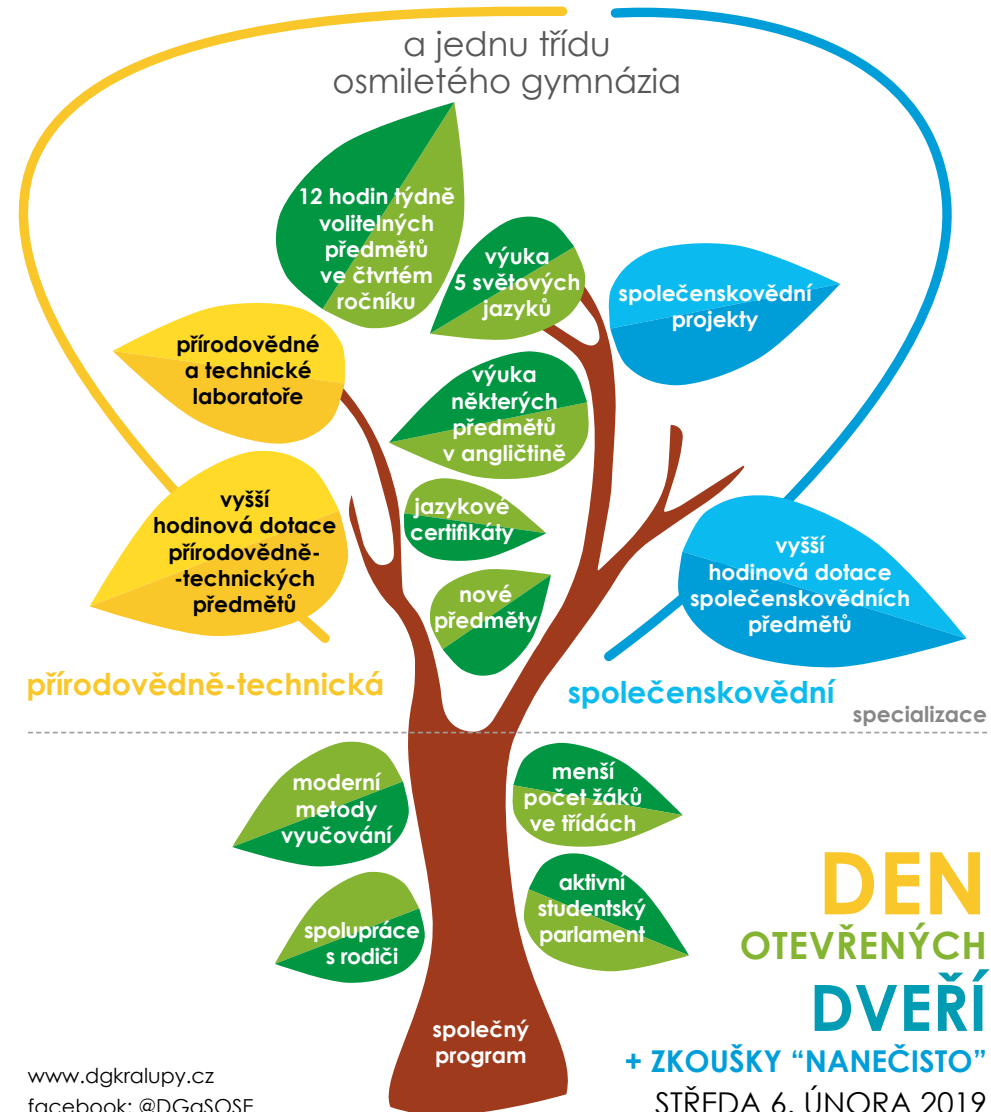 a jednu třídu
osmiletého gymnázia
12 hodin týdně
volitelných
předmětů
ve čtvrtém
ročníku
výuka
5 světových
jazyků
společenskovědní
projekty
přírodovědné
a technické
laboratoře
výuka
některých
předmětů
v angličtině
vyšší
hodinová dotace
přírodovědně-
-technických
předmětů
jazykové
certifikáty
vyšší
hodinová dotace
společenskovědních
předmětů
nové
předměty
přírodovědně-technická
společenskovědní
specializace
moderní
metody
vyučování
menší
počet žáků
ve třídách
spolupráce
s rodiči
aktivní
studentský
parlament
společný
program
DEN
OTEVŘENÝCH
DVEŘÍ
+ ZKOUŠKY “NANEČISTO”
STŘEDA 6. ÚNORA 2019
www.dgkralupy.cz
facebook: @DGaSOSE